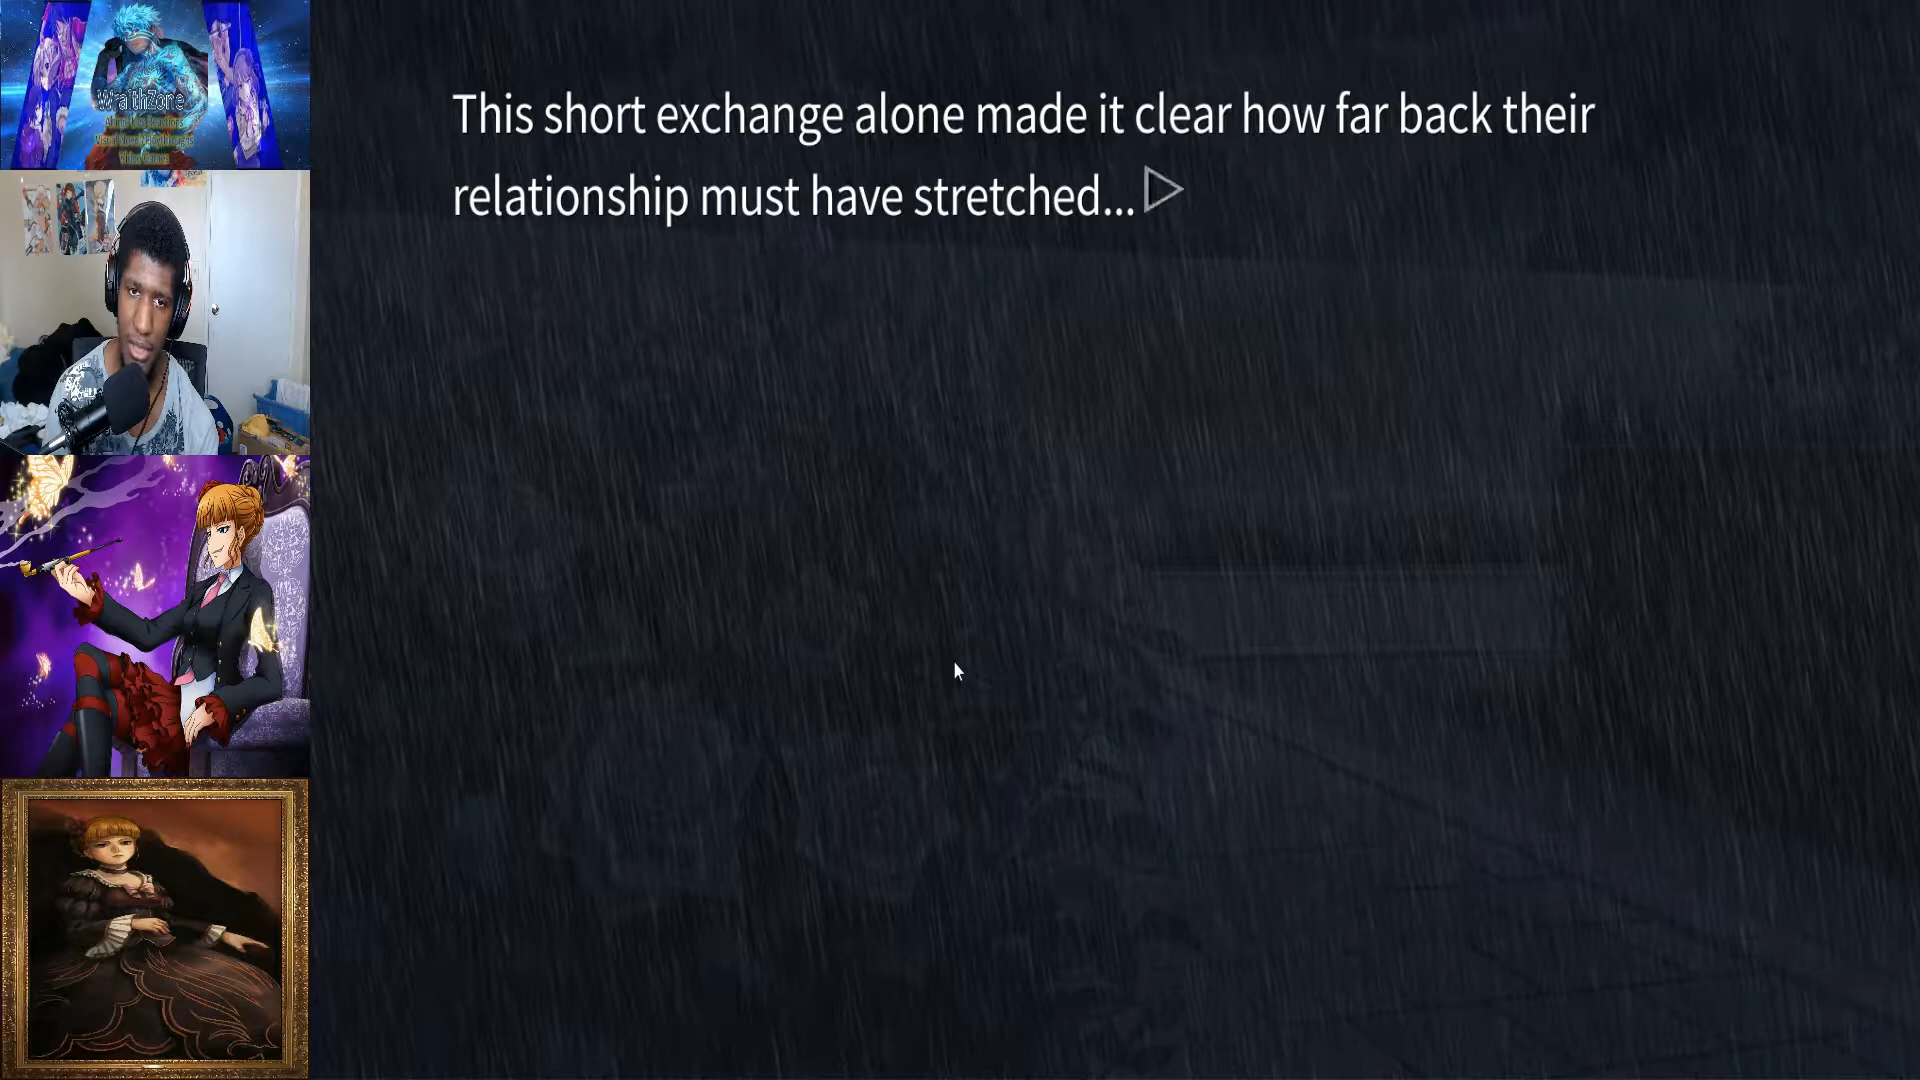 WraithZone
This short exchange alone made it clear how far back their
relationship must have stretched...